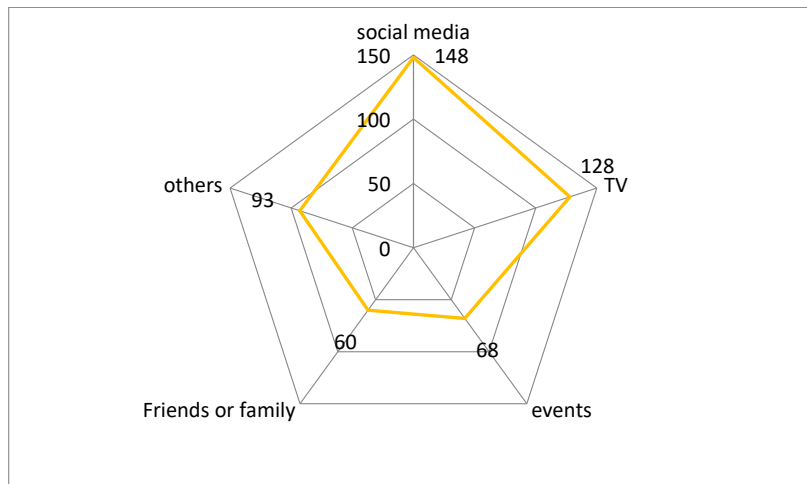 social media
150 148
100
128
TV
50
others
93
0
60
68
Friends or family
events